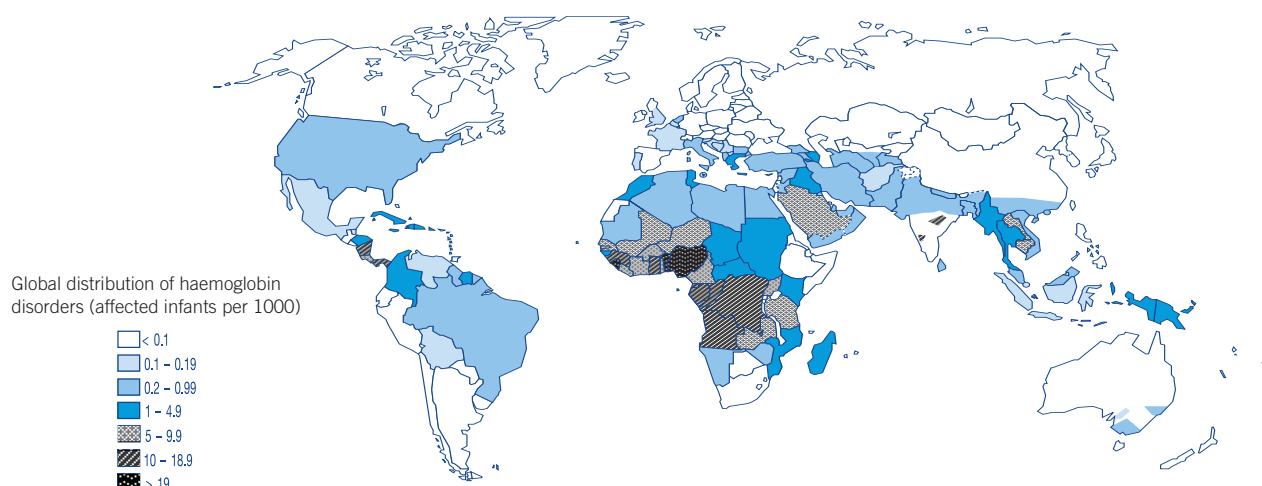 Global distribution of haemoglobin
disorders (affected infants per 1000)
< 0.1
0.1 – 0.19
0.2 – 0.99
1 – 4.9
5 – 9.9
10 – 18.9
> 19